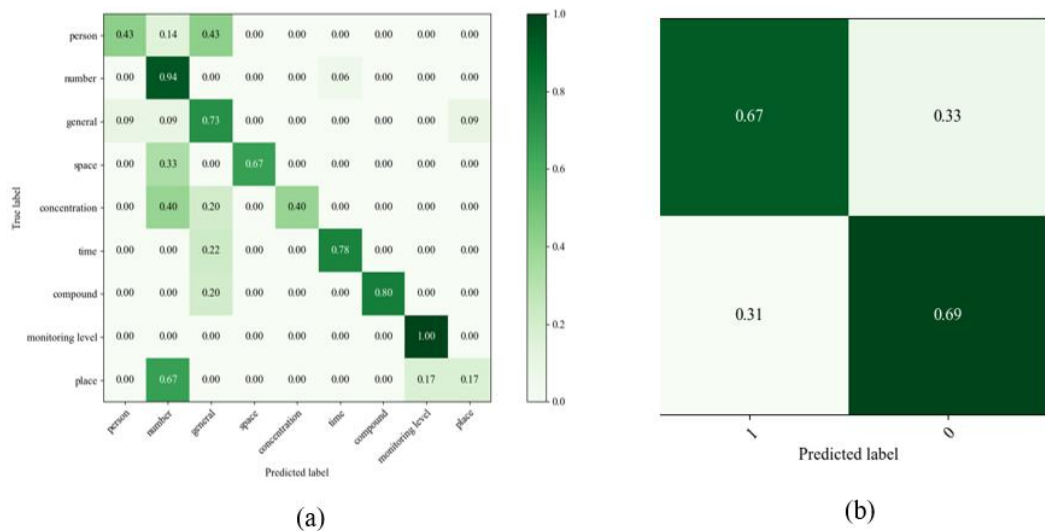 person 0.43 0.14 0.43 0.00 0.00 0.00 0.00 0.00 0.00
number 0.00 0.94 0.00 0.00 0.00 0.06 0.00 0.00 0.00
general 0.09 0.09 0.73 0.00 0.00 0.00 0.00 0.00 0.09
space 0.00 0.33 0.00 0.67 0.00 0.00 0.00 0.00 0.00
concentration 0.00 0.40 0.20 0.00 0.40 0.00 0.00 0.00 0.00
time 0.00 0.00 0.22 0.00 0.00 0.78 0.00 0.00 0.00
compound 0.00 0.00 0.20 0.00 0.00 0.00 0.80 0.00 0.00
monitoring level 0.00 0.00 0.00 0.00 0.00 0.00 0.00 1.00 0.00
place 0.00 0.67 0.00 0.00 0.00 0.00 0.00 0.17 0.17
True label
person number general space concentration time compound monitoring level place
Predicted label
1.0
0.8
0.6
0.4
0.2
0.0
(a)
0.67 0.33
0.31 0.69
1 0
Predicted label
(b)